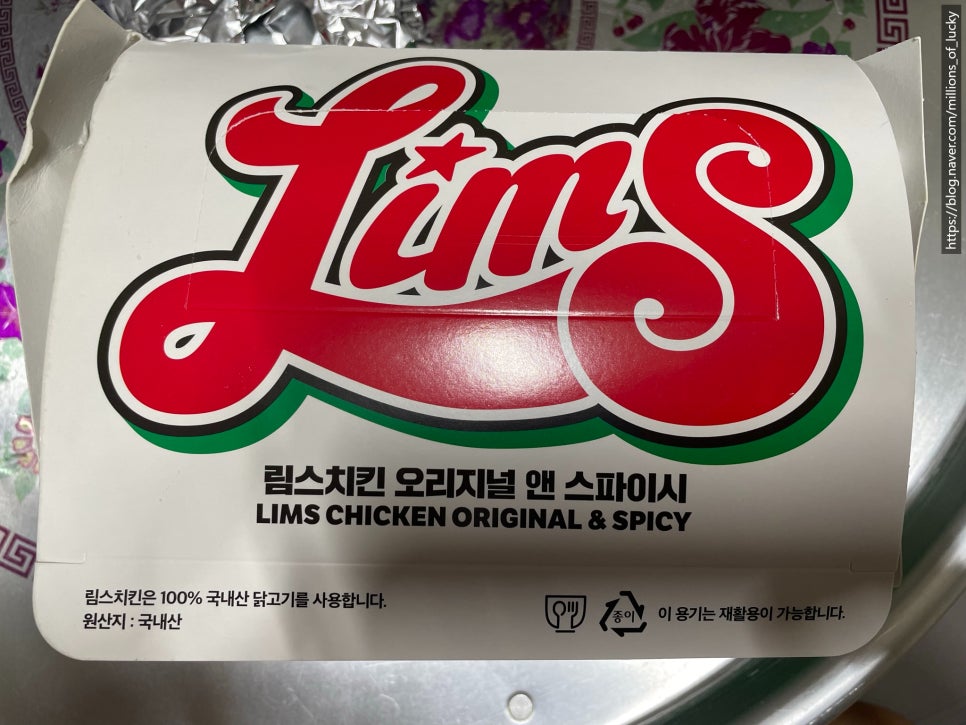 Lims
림스치킨 오리지널 앤 스파이시
LIMS CHICKEN ORIGINAL & SPICY
림스치킨은 100% 국내산 닭고기를 사용합니다.
원산지 : 국내산
종이
이 용기는 재활용이 가능합니다.
https://blog.naver.com/millions_of_lucky